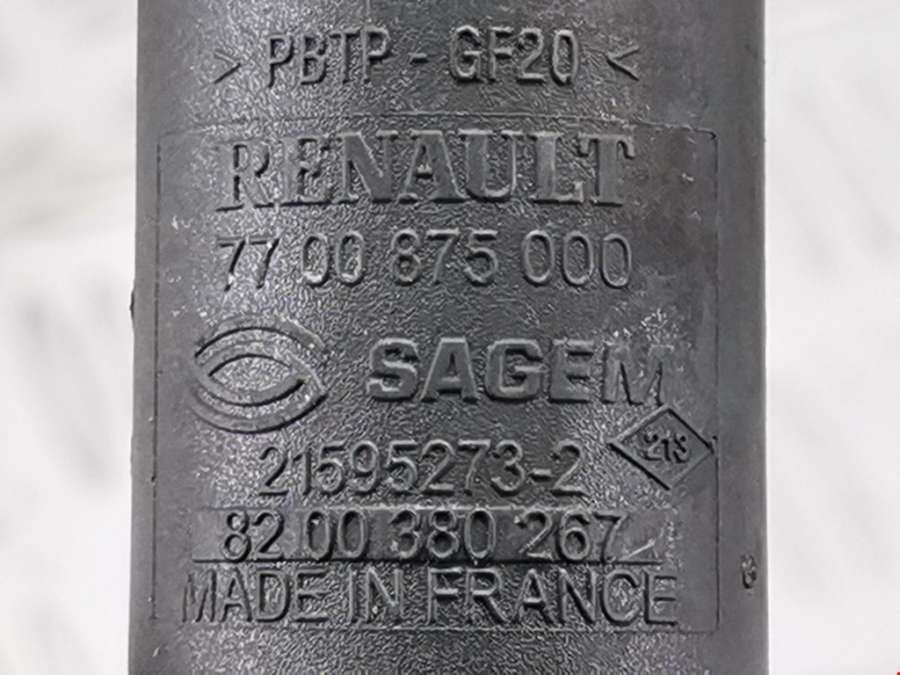 > PBTP - GF20 <
RENAULT
77 00 875 000
SAGEM
213
21595273-2
82 00 380 267
MADE IN FRANCE